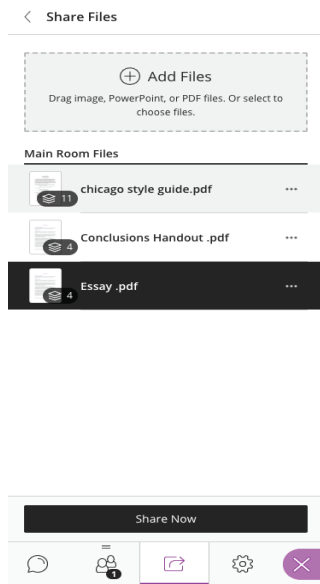 Share Files
Add Files
Drag image, PowerPoint, or PDF files. Or select to
choose files.
Main Room Files
11
chicago style guide.pdf
4
Conclusions Handout .pdf
4
Essay .pdf
Share Now
1